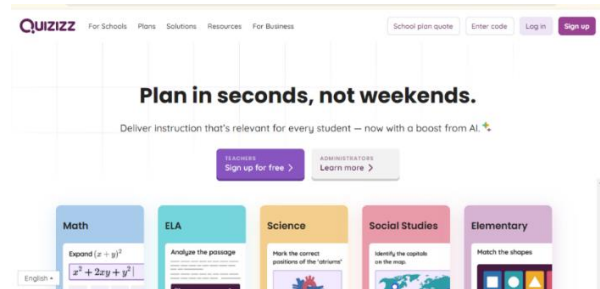 QUIZIZZ For Schools Plans Solutions Resources For Business School plan quote Enter code Log in Sign up
Plan in seconds, not weekends.
Deliver instruction that's relevant for every student — now with a boost from AI.
TEACHERS
Sign up for free >
ADMINISTRATORS
Learn more >
Math
Expand (x + y)²
x² + 2xy + y²
ELA
Analyze the passage
Science
Mark the correct
positions of the 'atriums'
Social Studies
Identify the capitals
on the map.
Elementary
Match the shapes
English